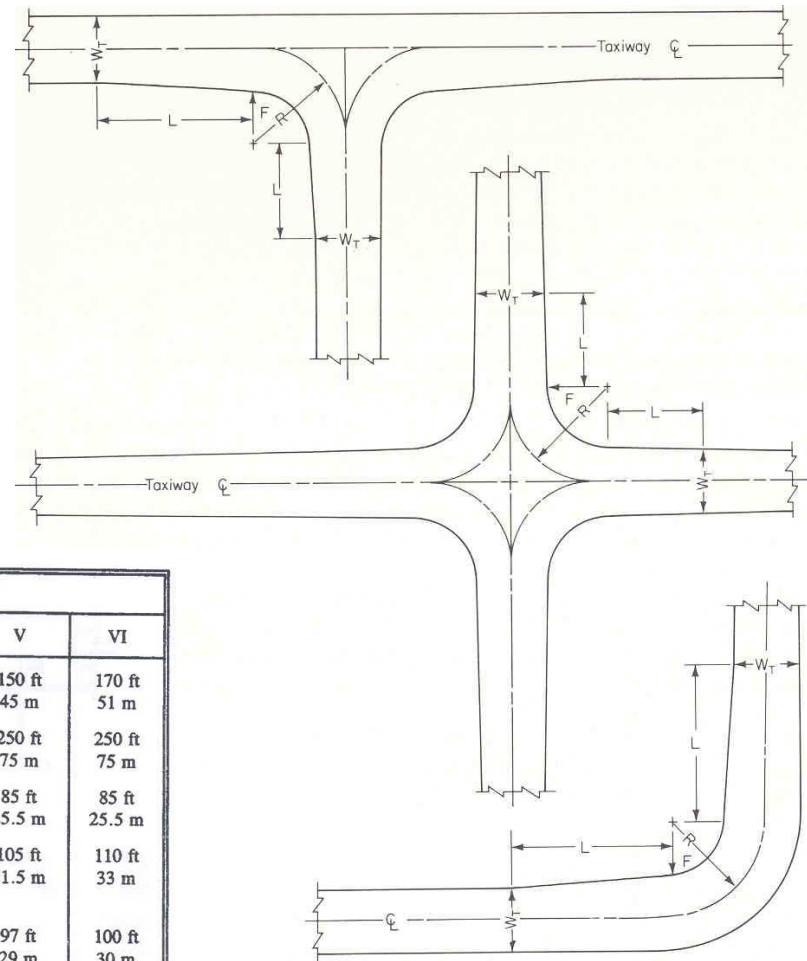 W_T
Taxiway ℄
L
F
R
L
W_T
W_T
L
F
R
L
W_T
Taxiway ℄
V VI
150 ft 170 ft
45 m 51 m
250 ft 250 ft
75 m 75 m
85 ft 85 ft
5.5 m 25.5 m
105 ft 110 ft
1.5 m 33 m
97 ft 100 ft
29 m 30 m
W_T
L
R
F
L
W_T
℄